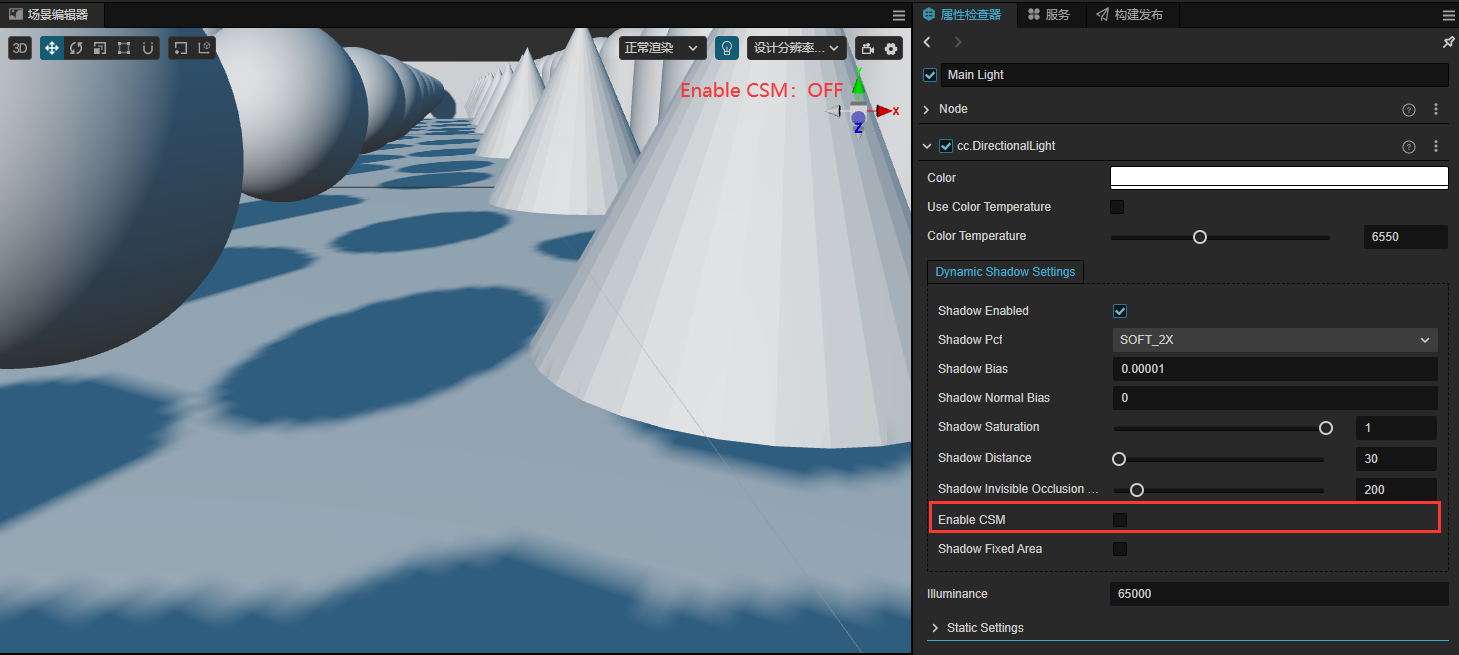 场景编辑器
3D
正常渲染
设计分辨率...
Enable CSM：OFF
Y
X
Z
属性检查器
服务
构建发布
Main Light
Node
cc.DirectionalLight
Color
Use Color Temperature
Color Temperature
6550
Dynamic Shadow Settings
Shadow Enabled
Shadow Pcf
SOFT_2X
Shadow Bias
0.00001
Shadow Normal Bias
0
Shadow Saturation
1
Shadow Distance
30
Shadow Invisible Occlusion ...
200
Enable CSM
Shadow Fixed Area
Illuminance
65000
Static Settings